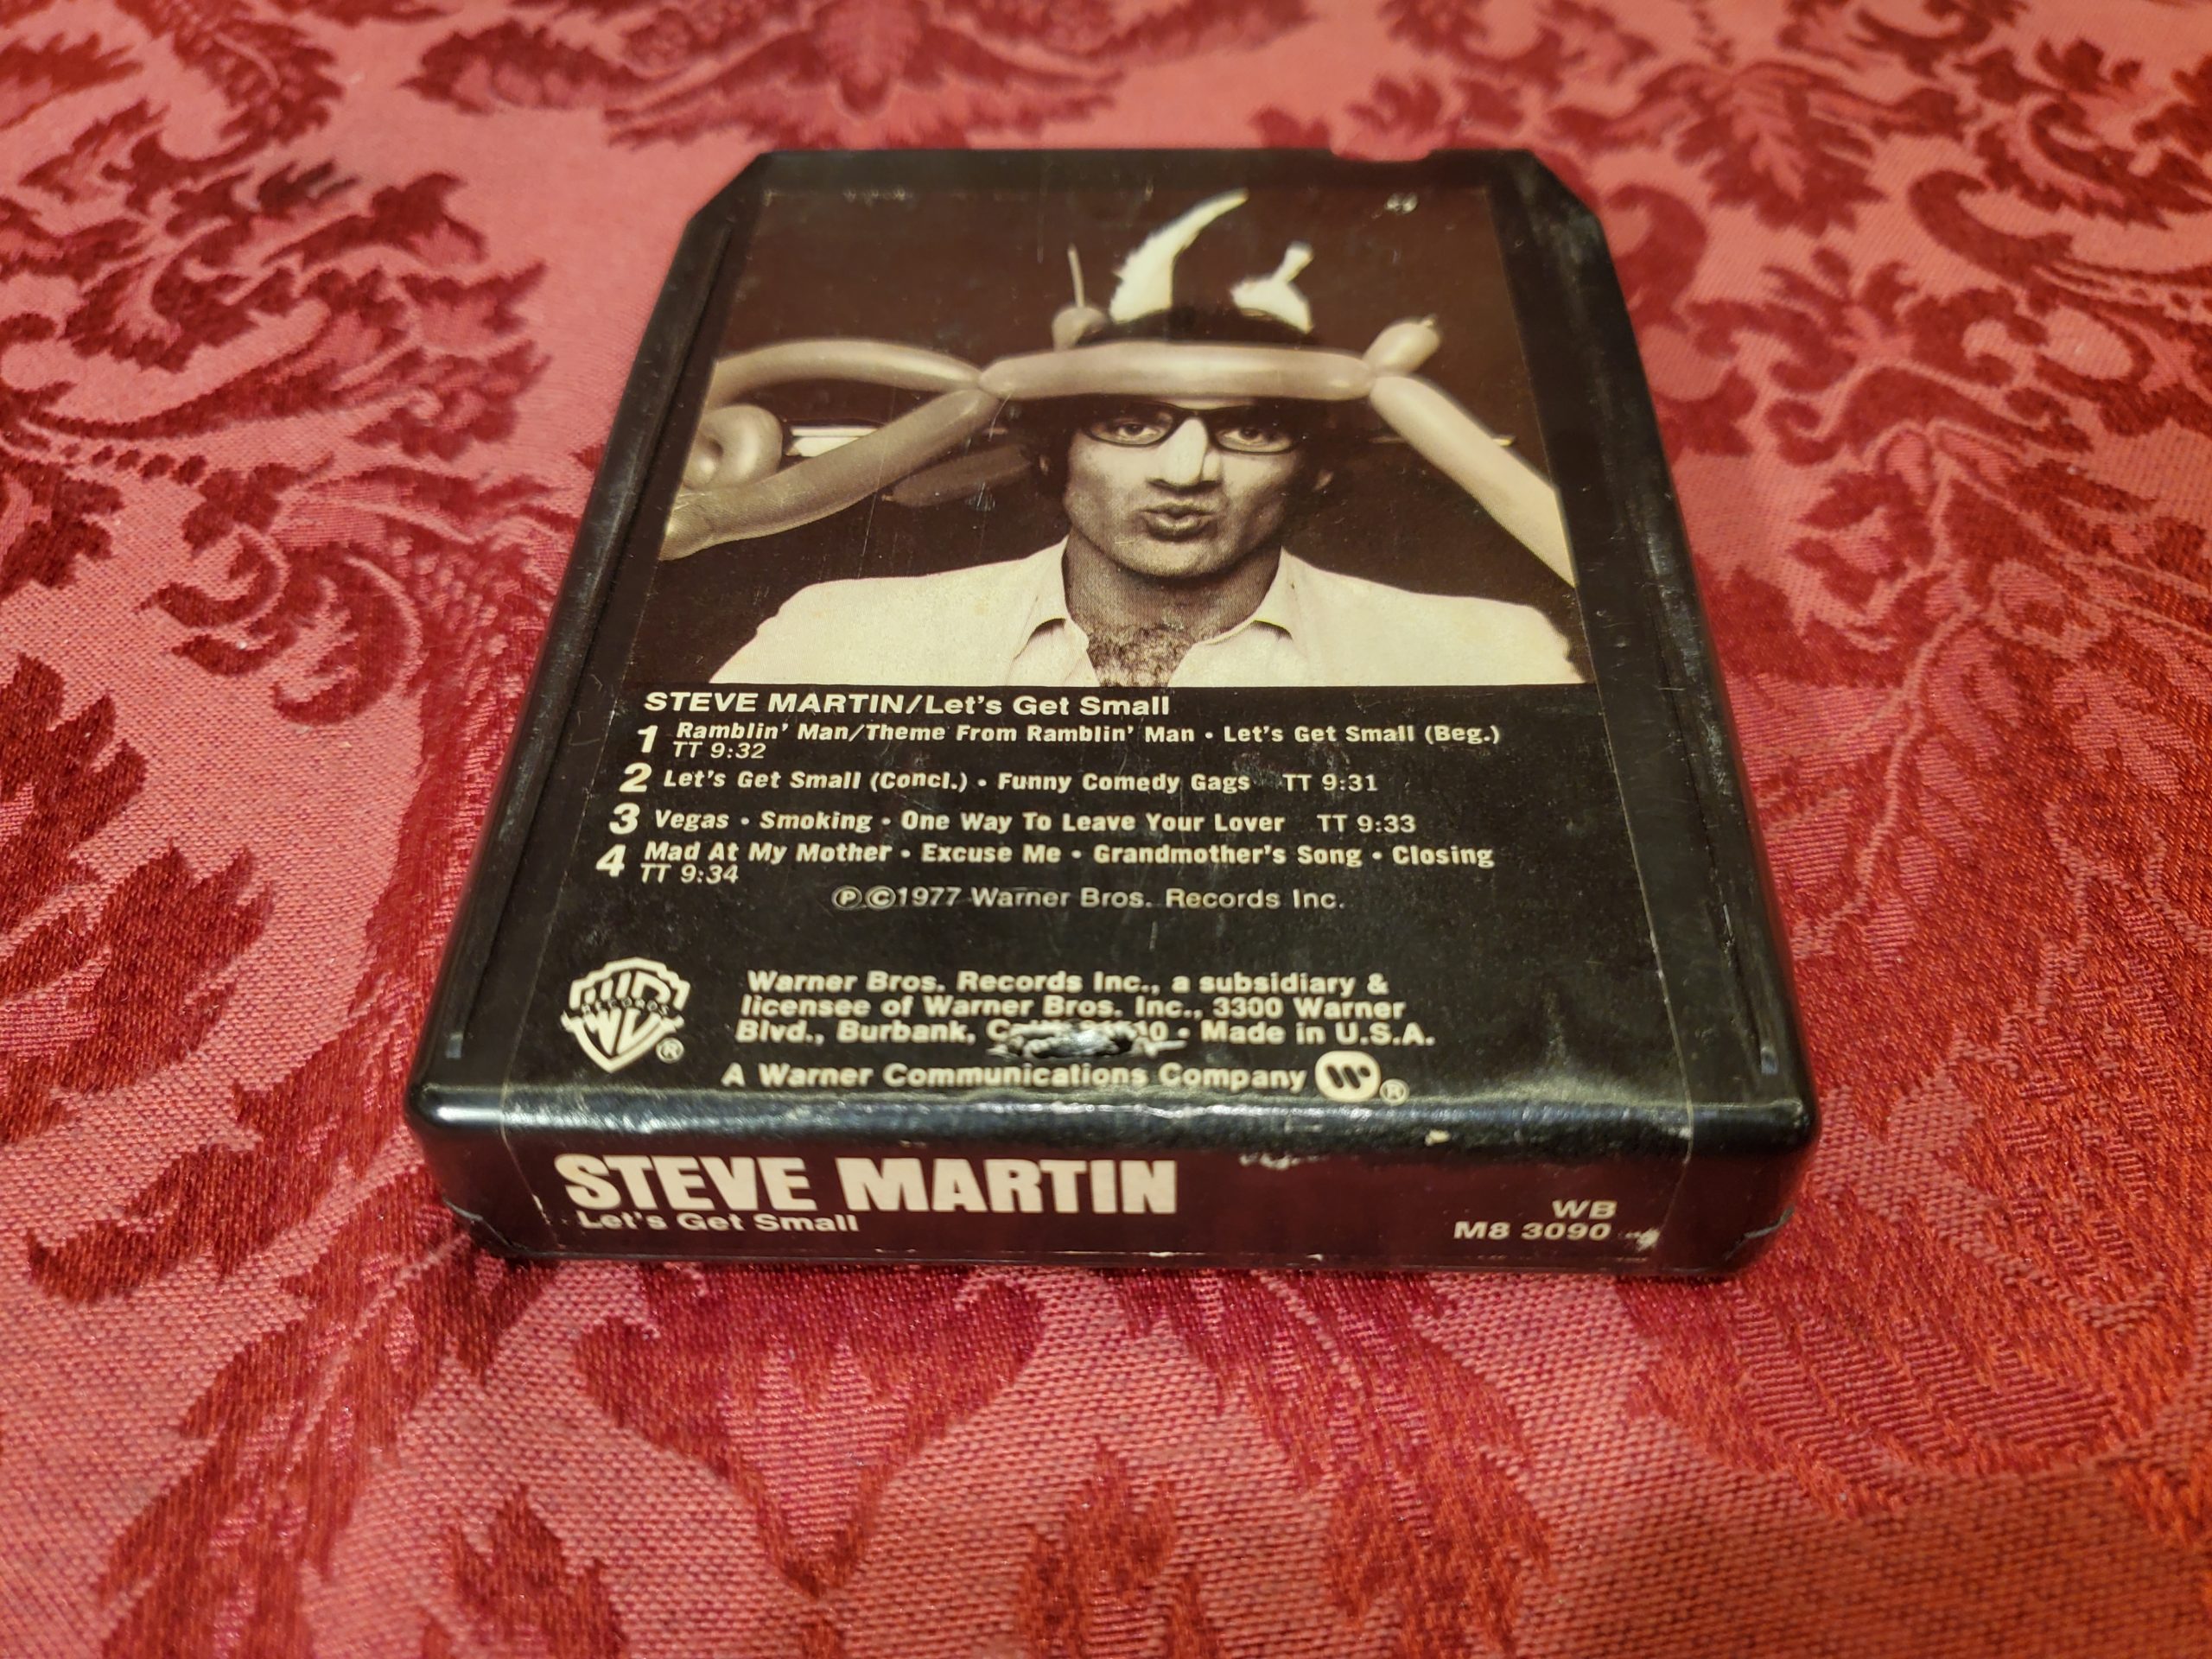 STEVE MARTIN/Let's Get Small
1 Ramblin' Man/Theme From Ramblin' Man • Let's Get Small (Beg.)
TT 9:32
2 Let's Get Small (Concl.) • Funny Comedy Gags TT 9:31
3 Vegas • Smoking • One Way To Leave Your Lover TT 9:33
4 Mad At My Mother • Excuse Me • Grandmother's Song • Closing
TT 9:34
℗©1977 Warner Bros. Records Inc.
WB
RECORDS
®
Warner Bros. Records Inc., a subsidiary &
licensee of Warner Bros. Inc., 3300 Warner
Blvd., Burbank, • Made in U.S.A.
A Warner Communications Company ®
STEVE MARTIN
Let's Get Small
WB
M8 3090